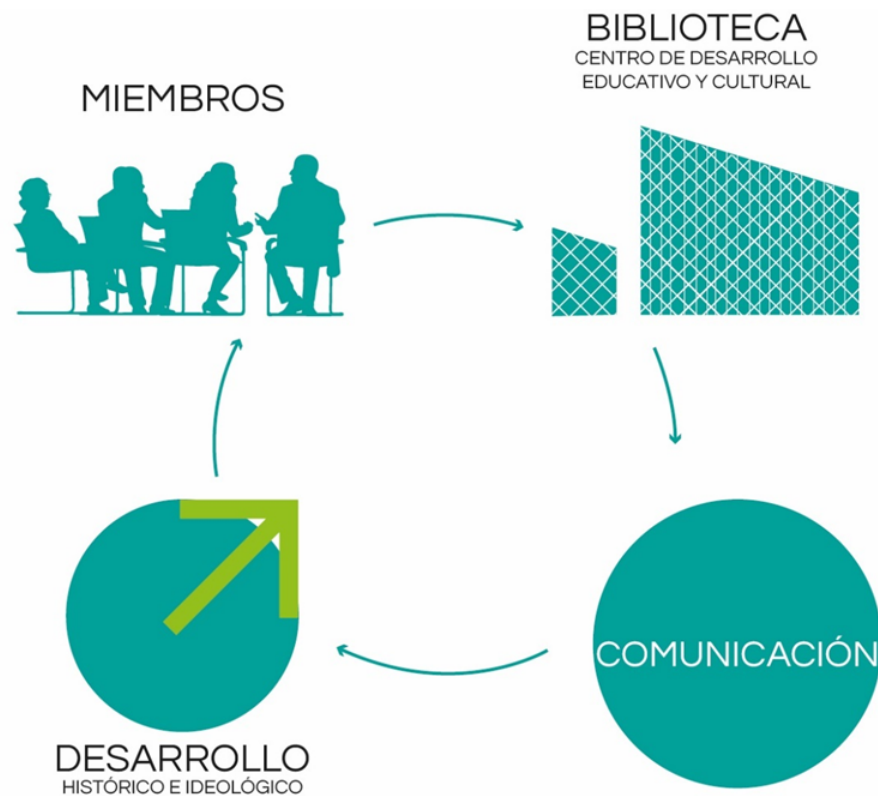 MIEMBROS
BIBLIOTECA
CENTRO DE DESARROLLO
EDUCATIVO Y CULTURAL
COMUNICACIÓN
DESARROLLO
HISTÓRICO E IDEOLÓGICO